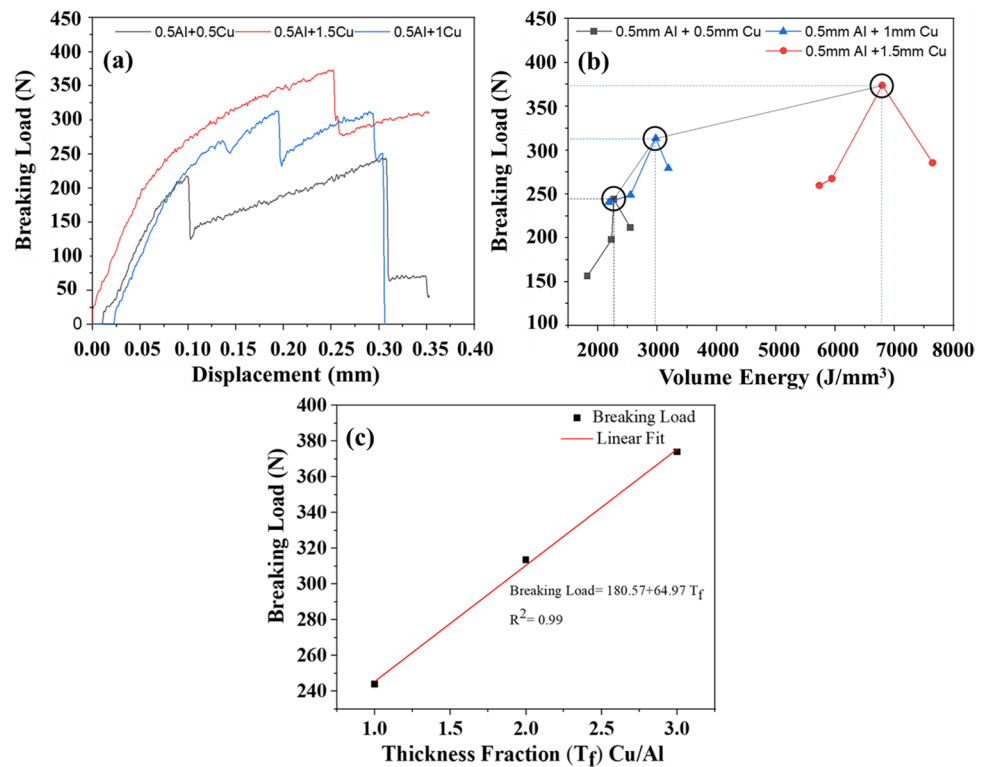 (a)
0.5Al+0.5Cu 0.5Al+1.5Cu 0.5Al+1Cu
Breaking Load (N)
450
400
350
300
250
200
150
100
50
0
0.00 0.05 0.10 0.15 0.20 0.25 0.30 0.35 0.40
Displacement (mm)
(b)
0.5mm Al + 0.5mm Cu 0.5mm Al + 1mm Cu
0.5mm Al +1.5mm Cu
Breaking Load (N)
450
400
350
300
250
200
150
100
2000 3000 4000 5000 6000 7000 8000
Volume Energy (J/mm³)
(c)
Breaking Load
Linear Fit
Breaking Load (N)
400
380
360
340
320
300
280
260
240
Breaking Load= 180.57+64.97 Tf
R²= 0.99
1.0 1.5 2.0 2.5 3.0
Thickness Fraction (Tf) Cu/Al